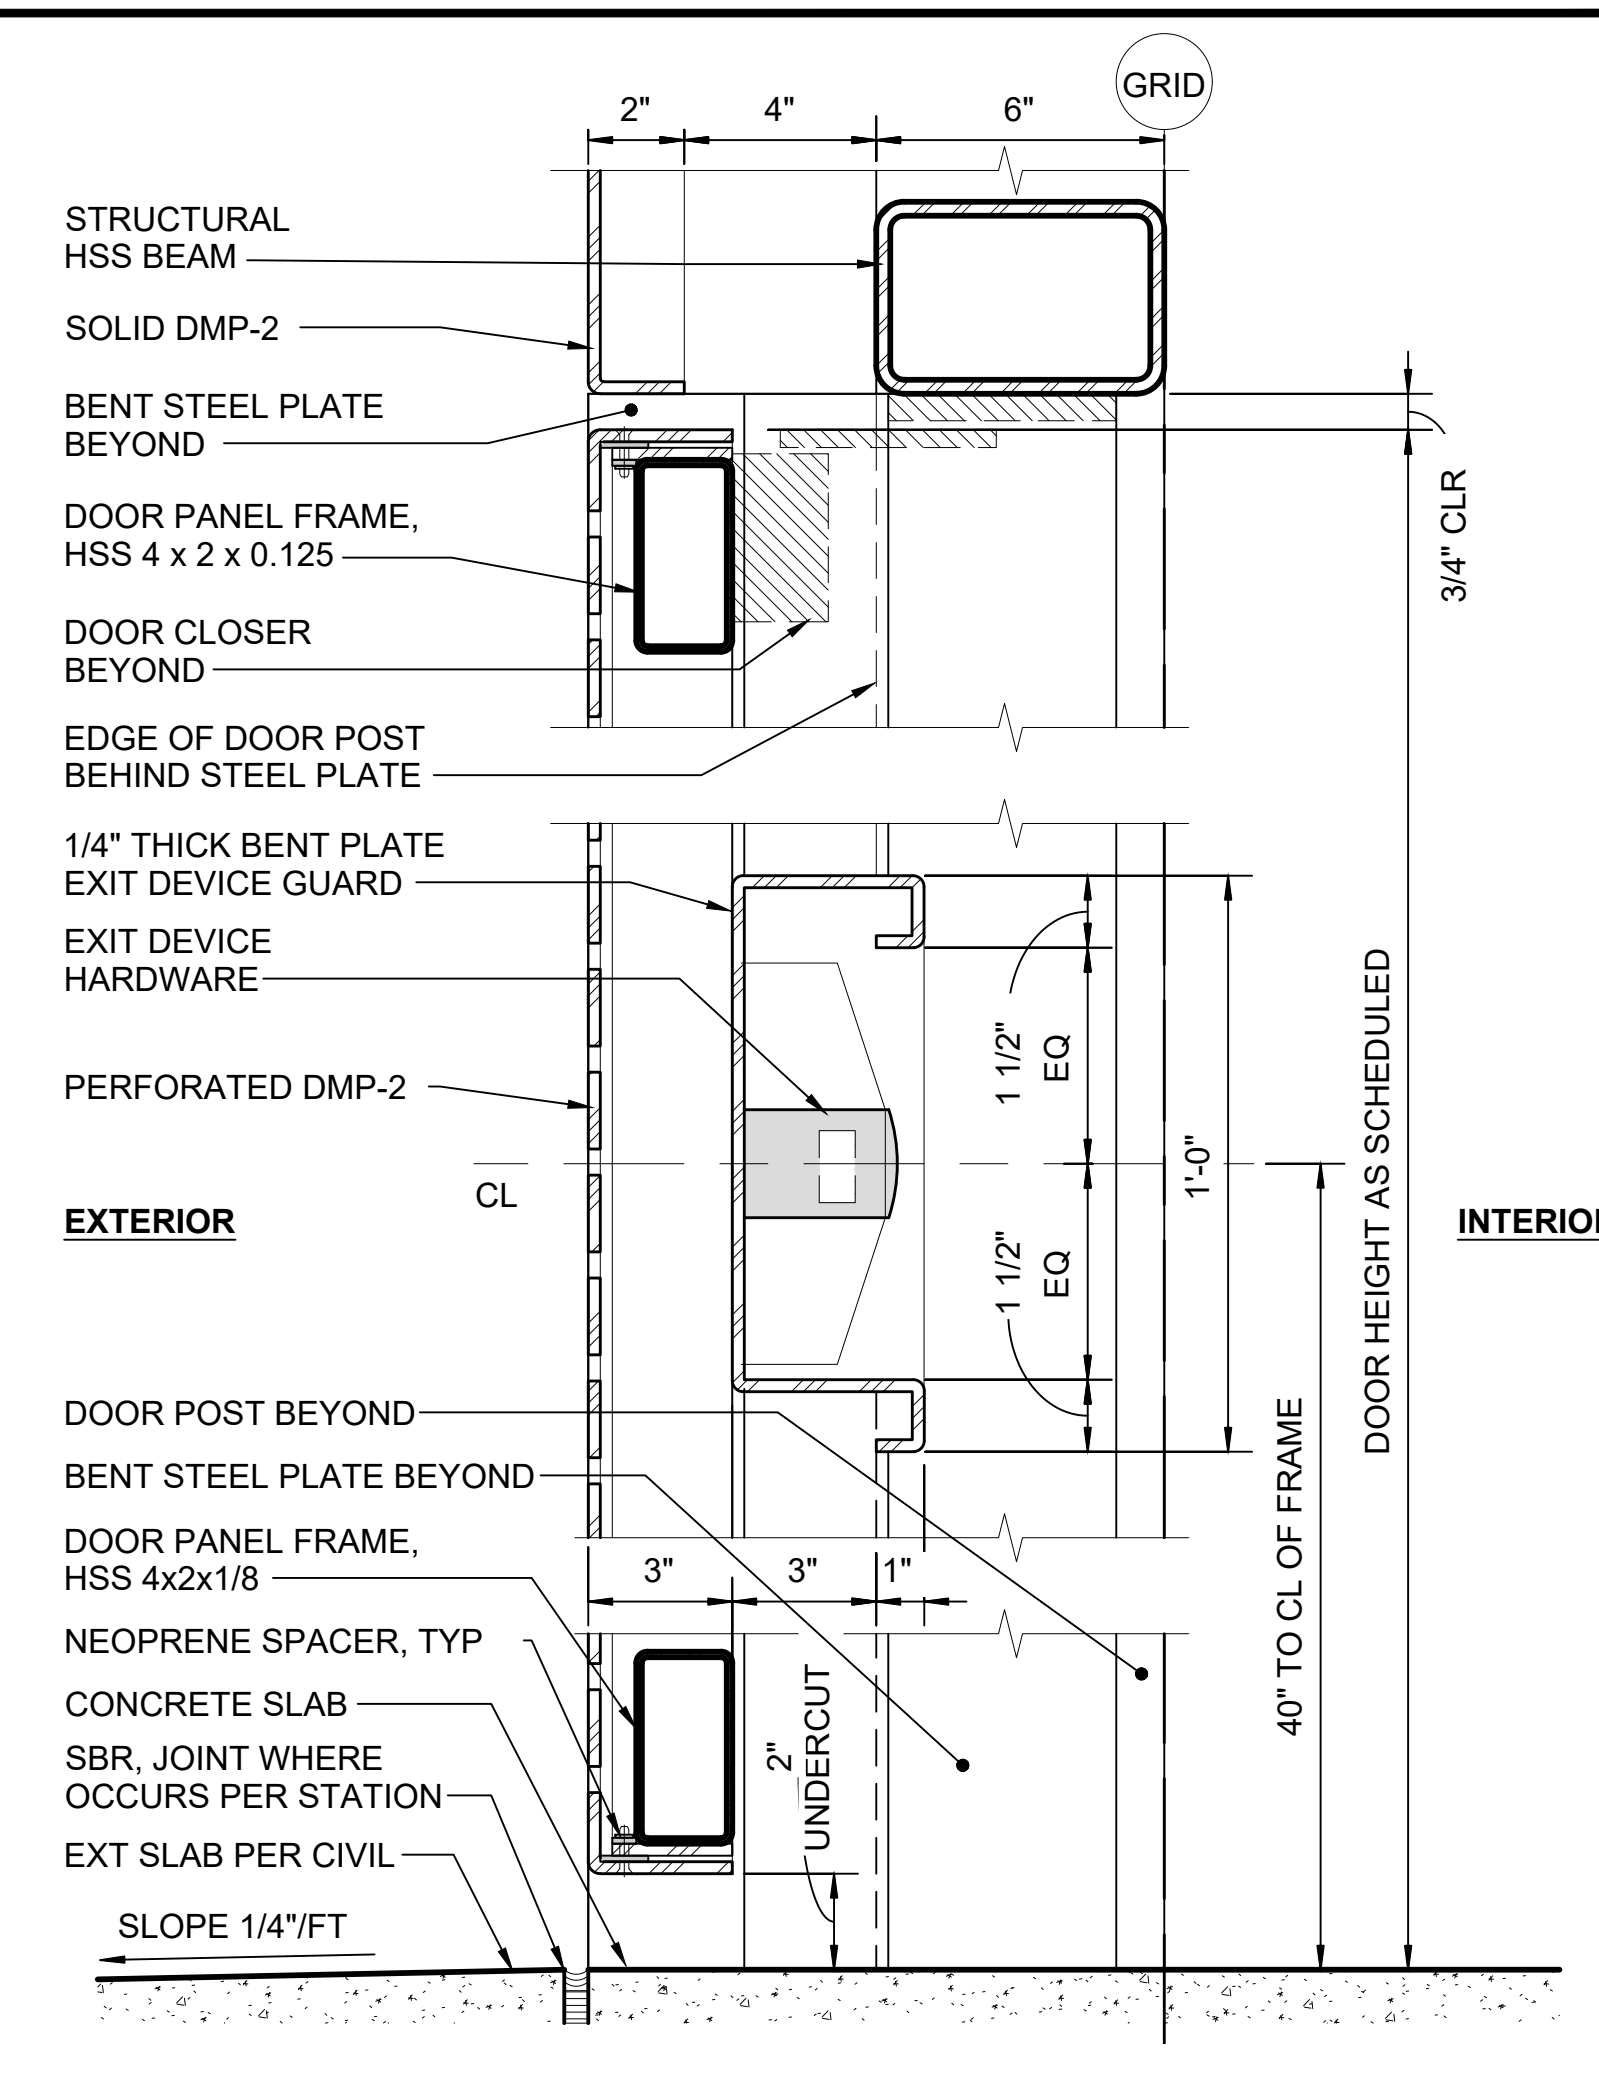 GRID
2"
4"
6"
STRUCTURAL
HSS BEAM
SOLID DMP-2
BENT STEEL PLATE
BEYOND
DOOR PANEL FRAME,
HSS 4 x 2 x 0.125
DOOR CLOSER
BEYOND
EDGE OF DOOR POST
BEHIND STEEL PLATE
1/4" THICK BENT PLATE
EXIT DEVICE GUARD
EXIT DEVICE
HARDWARE
PERFORATED DMP-2
CL
EXTERIOR
DOOR POST BEYOND
BENT STEEL PLATE BEYOND
DOOR PANEL FRAME,
HSS 4x2x1/8
NEOPRENE SPACER, TYP
CONCRETE SLAB
SBR, JOINT WHERE
OCCURS PER STATION
EXT SLAB PER CIVIL
SLOPE 1/4"/FT
3"
3"
1"
2"
UNDERCUT
1 1/2"
EQ
1 1/2"
EQ
1'-0"
40" TO CL OF FRAME
DOOR HEIGHT AS SCHEDULED
3/4" CLR
INTERIOR